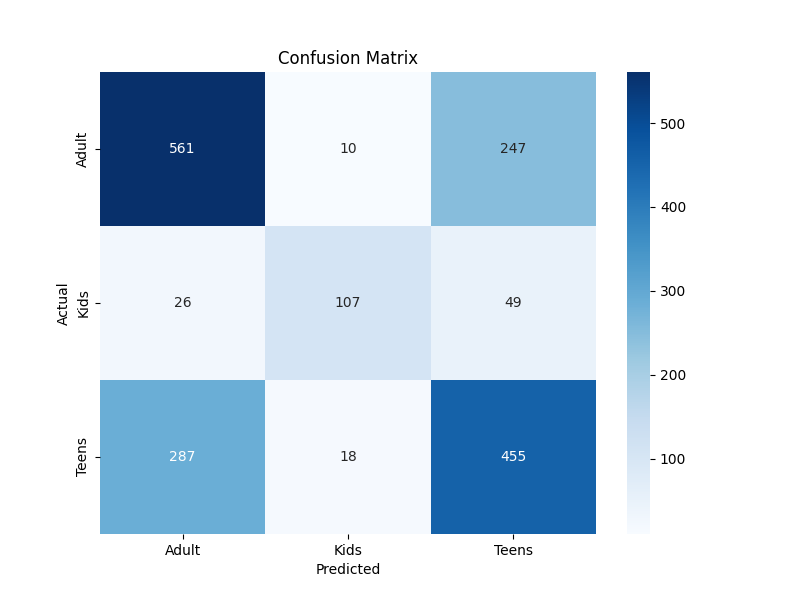 Confusion Matrix
Actual
Adult
561 10 247
500
400
Kids
26 107 49
300
200
Teens
287 18 455
100
Adult Kids Teens
Predicted